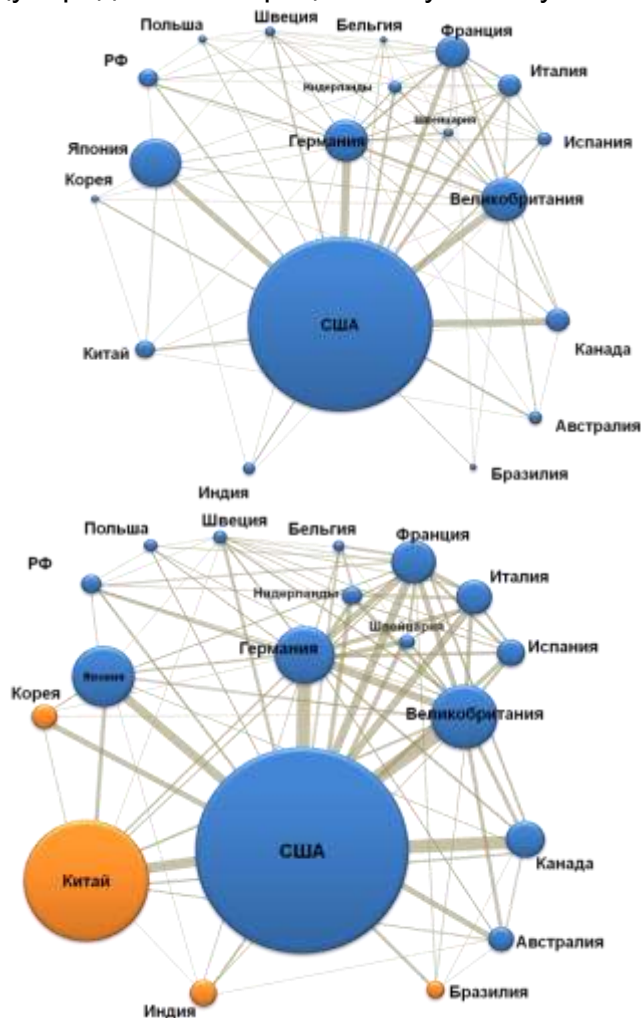 Швеция
Польша
Бельгия
Франция
РФ
Италия
Нидерланды
Швейцария
Германия
Испания
Япония
Корея
Великобритания
США
Китай
Канада
Австралия
Бразилия
Индия
Швеция
Польша
Бельгия
Франция
РФ
Италия
Нидерланды
Швейцария
Германия
Испания
Япония
Корея
Великобритания
США
Китай
Канада
Австралия
Бразилия
Индия